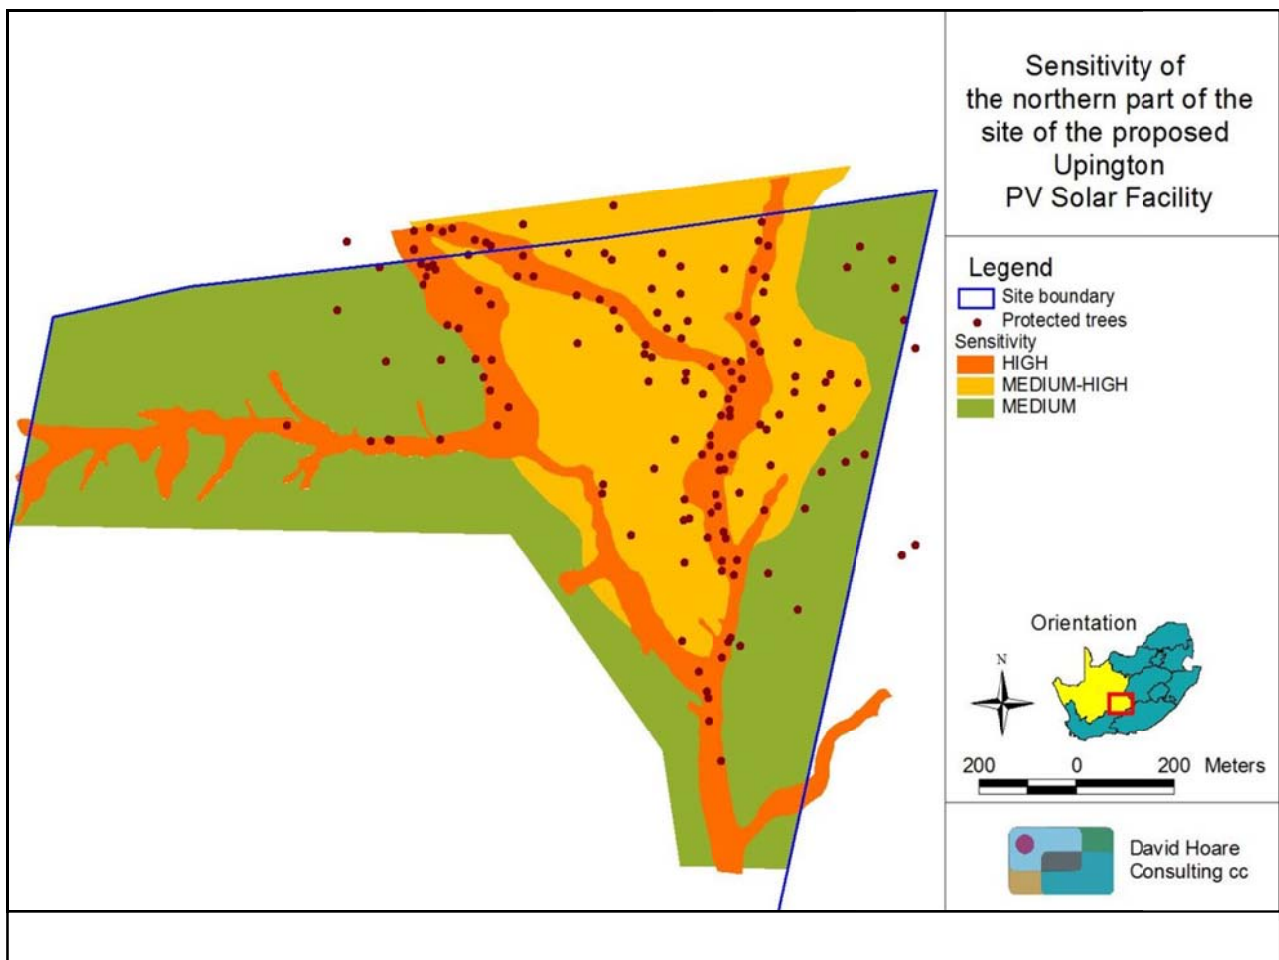 Sensitivity of
the northern part of the
site of the proposed
Upington
PV Solar Facility
Legend
Site boundary
Protected trees
Sensitivity
HIGH
MEDIUM-HIGH
MEDIUM
Orientation
N
200 0 200 Meters
David Hoare
Consulting cc